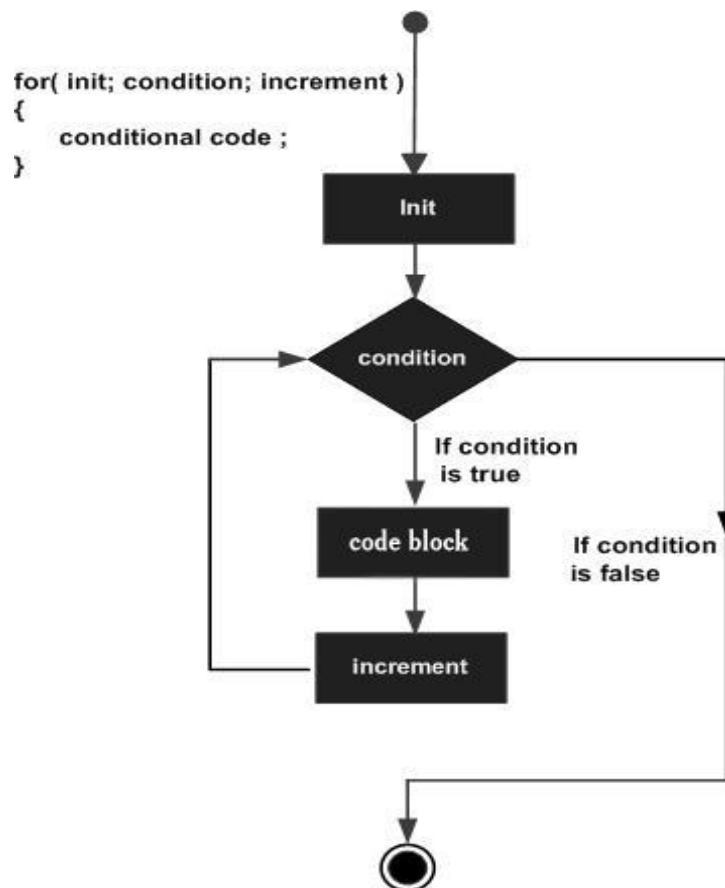 for( init; condition; increment )
{
conditional code ;
}
Init
condition
If condition
is true
code block
If condition
is false
increment